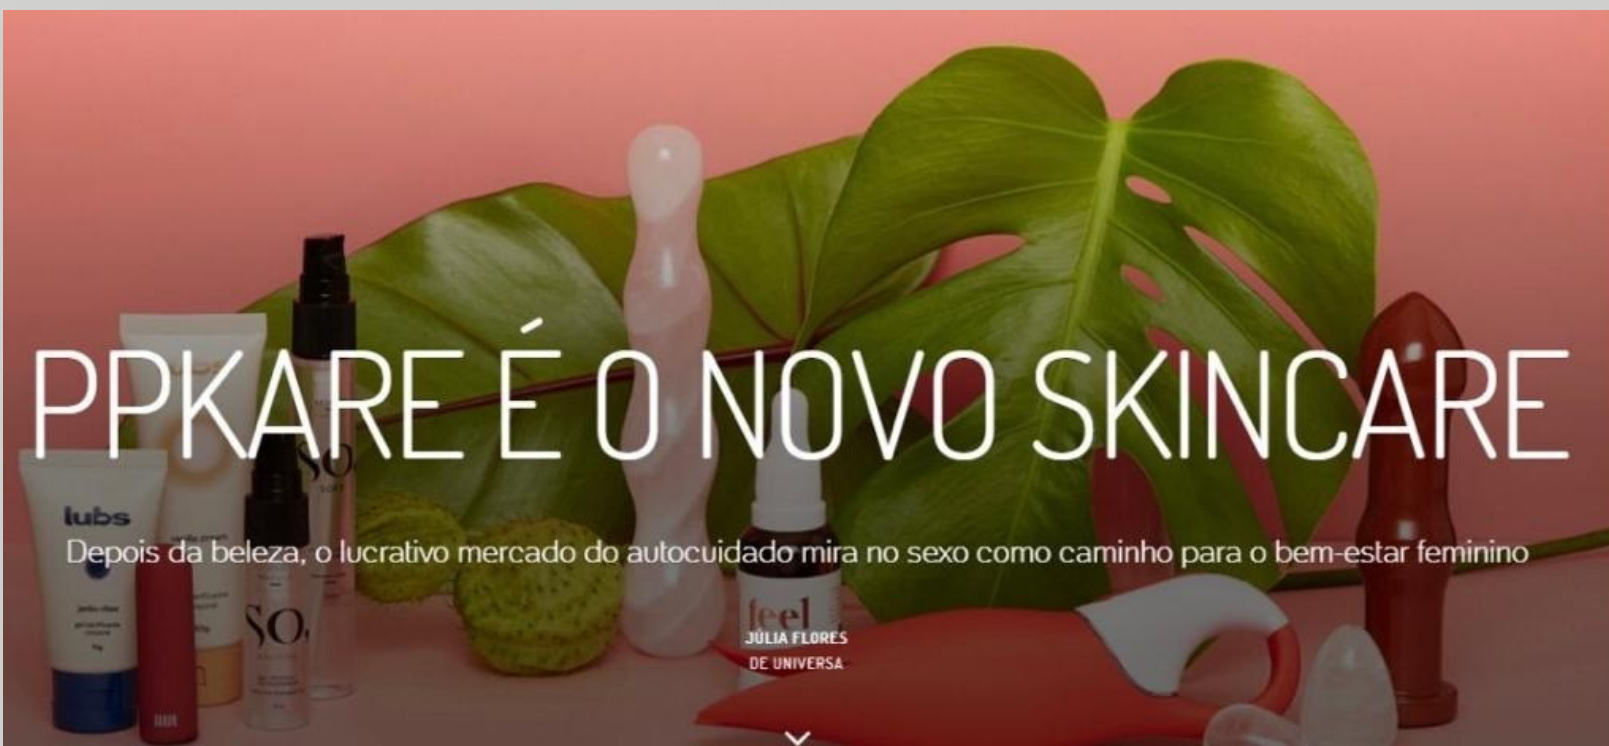 PPKARE É O NOVO SKINCARE
lubs
SO
Depois da beleza, o lucrativo mercado do autocuidado mira no sexo como caminho para o bem-estar feminino
SO
feel
JÚLIA FLORES
DE UNIVERSA